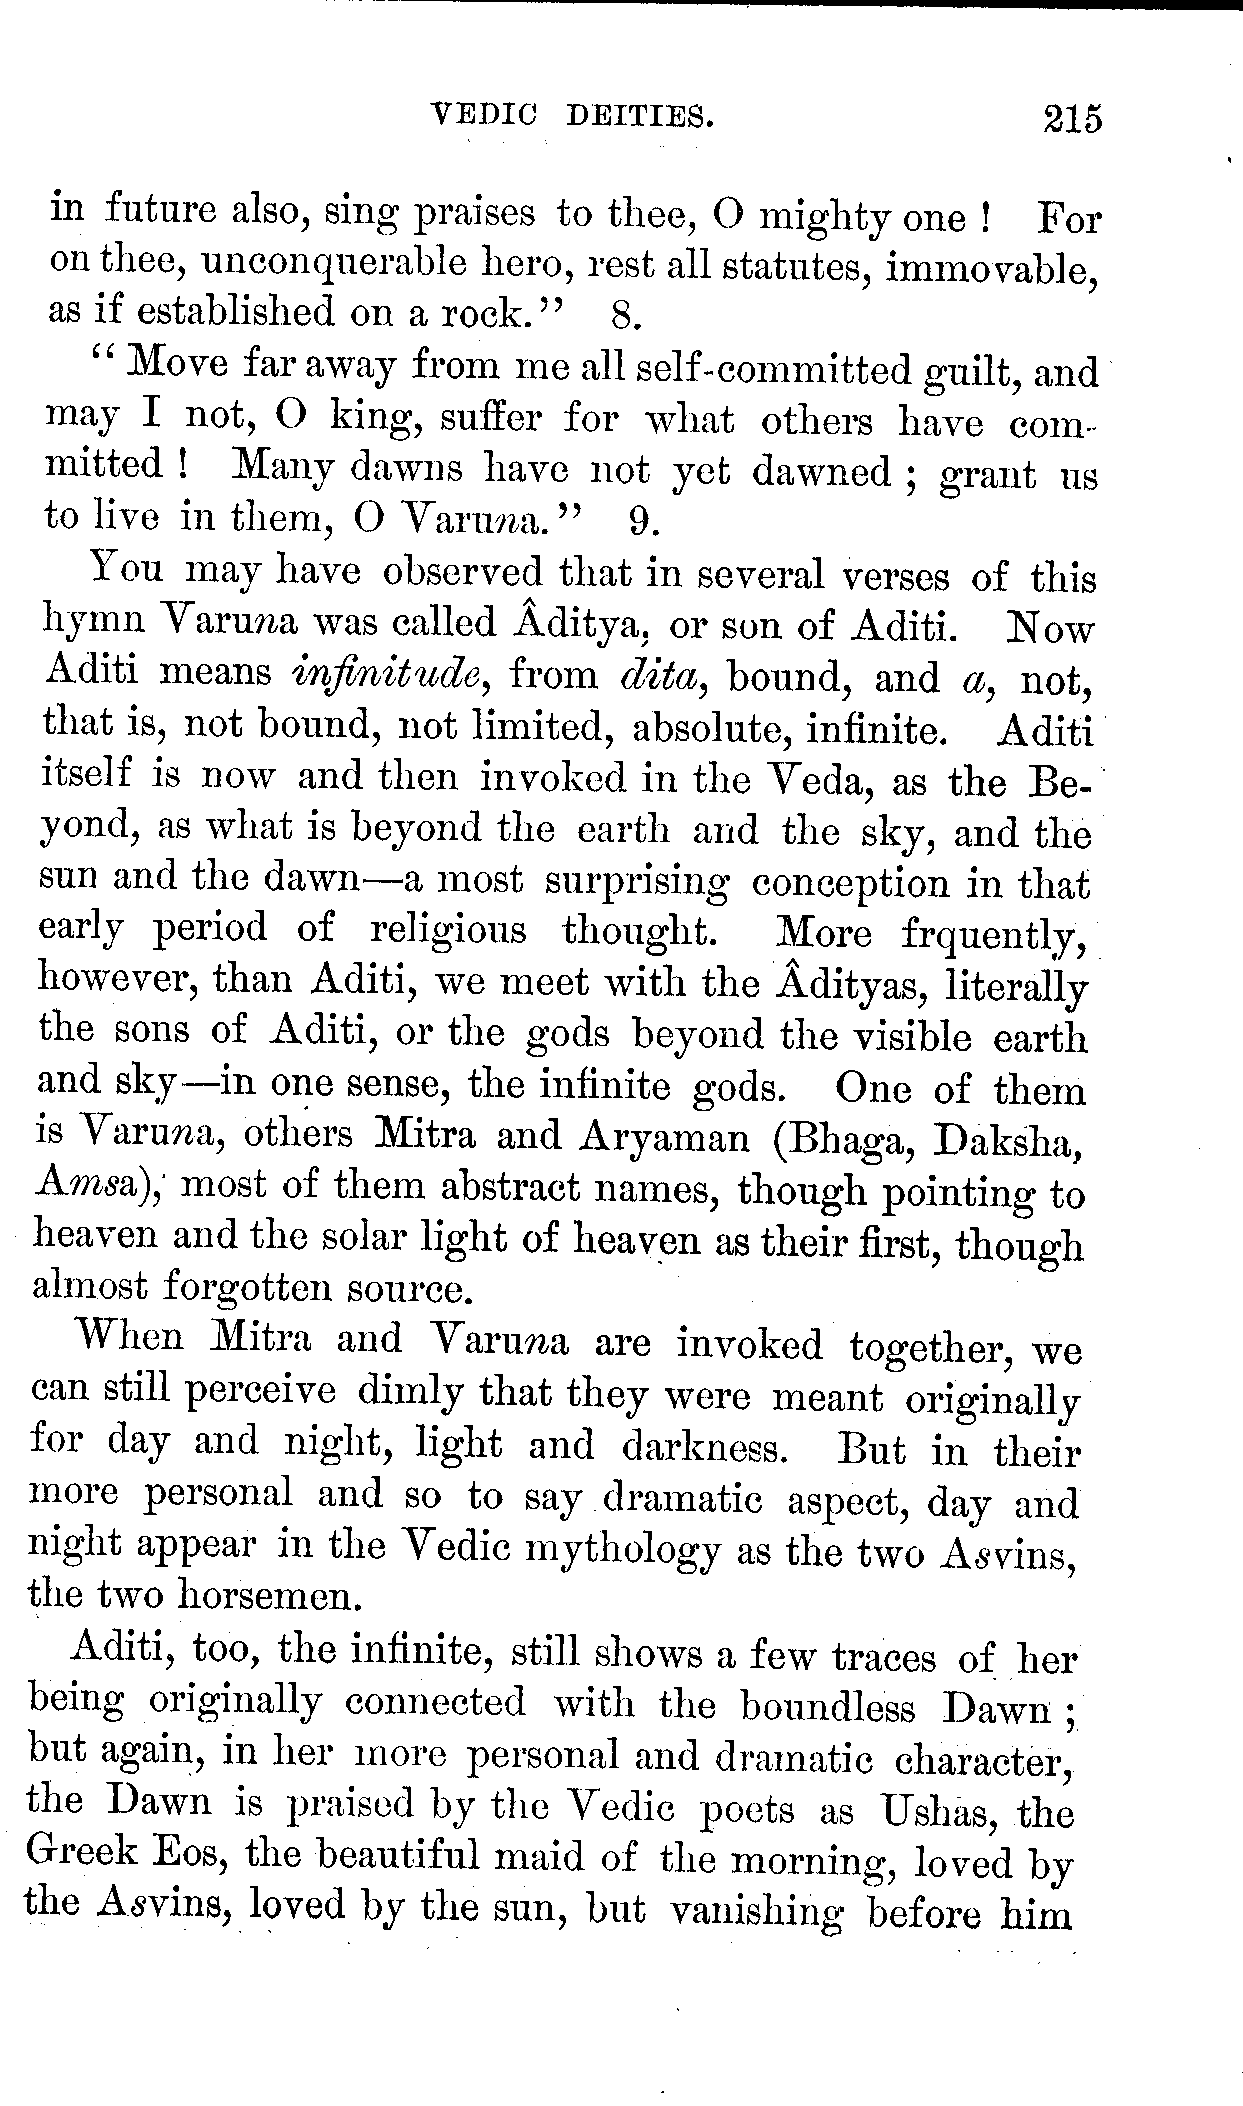 VEDIC DEITIES. 215
in future also, sing praises to thee, O mighty one ! For
on thee, unconquerable hero, rest all statutes, immovable,
as if established on a rock.” 8.
“ Move far away from me all self-committed guilt, and
may I not, O king, suffer for what others have com-
mitted ! Many dawns have not yet dawned ; grant us
to live in them, O Varuna.” 9.
You may have observed that in several verses of this
hymn Varuna was called Âditya, or son of Aditi. Now
Aditi means infinitude, from dita, bound, and a, not,
that is, not bound, not limited, absolute, infinite. Aditi
itself is now and then invoked in the Veda, as the Be-
yond, as what is beyond the earth and the sky, and the
sun and the dawn—a most surprising conception in that
early period of religious thought. More frquently,
however, than Aditi, we meet with the Âdityas, literally
the sons of Aditi, or the gods beyond the visible earth
and sky—in one sense, the infinite gods. One of them
is Varuna, others Mitra and Aryaman (Bhaga, Daksha,
Amsa), most of them abstract names, though pointing to
heaven and the solar light of heaven as their first, though
almost forgotten source.
When Mitra and Varuna are invoked together, we
can still perceive dimly that they were meant originally
for day and night, light and darkness. But in their
more personal and so to say dramatic aspect, day and
night appear in the Vedic mythology as the two Asvins,
the two horsemen.
Aditi, too, the infinite, still shows a few traces of her
being originally connected with the boundless Dawn ;
but again, in her more personal and dramatic character,
the Dawn is praised by the Vedic poets as Ushas, the
Greek Eos, the beautiful maid of the morning, loved by
the Asvins, loved by the sun, but vanishing before him